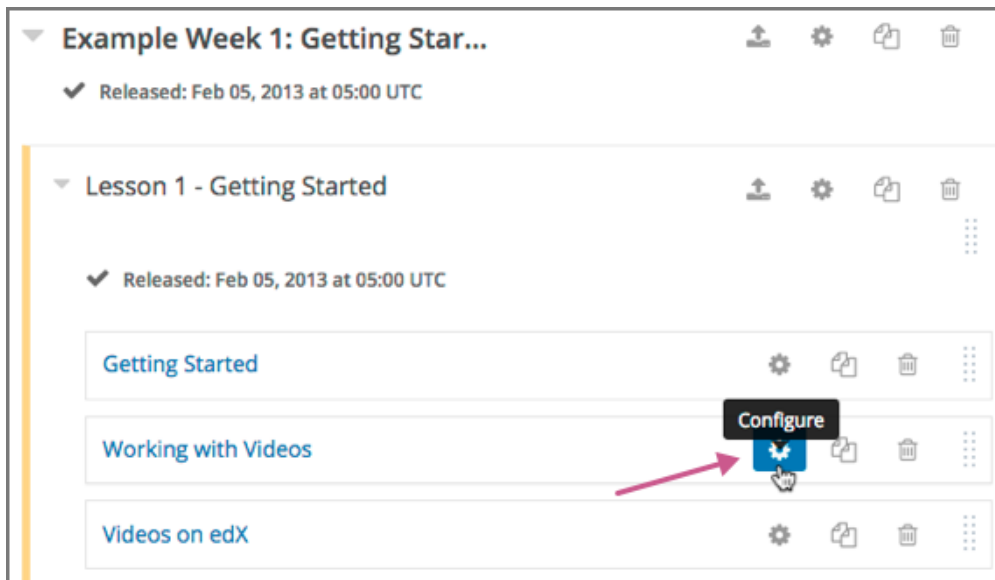 Example Week 1: Getting Star...
Released: Feb 05, 2013 at 05:00 UTC
Lesson 1 - Getting Started
Released: Feb 05, 2013 at 05:00 UTC
Getting Started
Configure
Working with Videos
Videos on edX